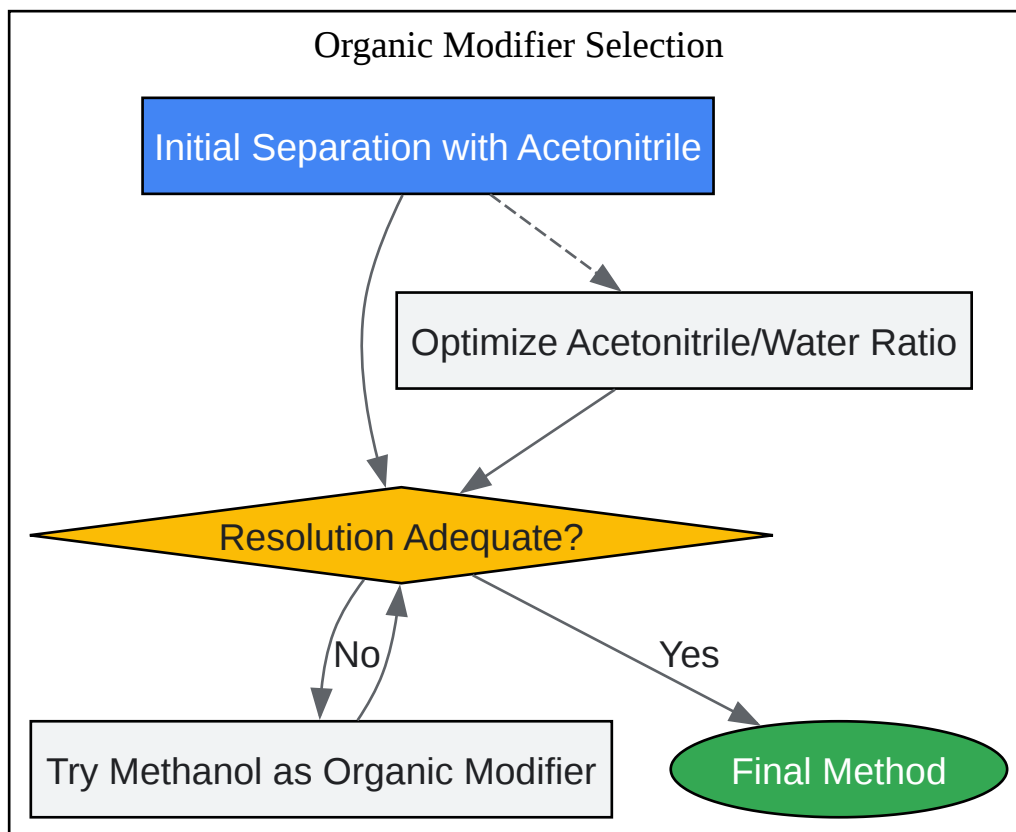 Organic Modifier Selection
Initial Separation with Acetonitrile
Optimize Acetonitrile/Water Ratio
Resolution Adequate?
No
Yes
Try Methanol as Organic Modifier
Final Method